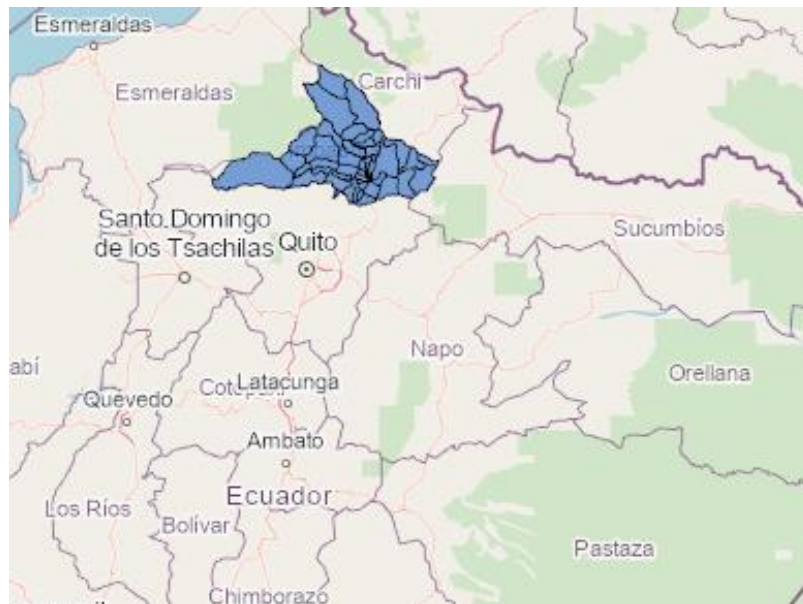 Esmeraldas
Carchi
Esmeraldas
Santo Domingo
de los Tsachilas
Quito
Sucumbíos
Napo
abí
Orellana
Latacunga
Quevedo
Ambato
Ecuador
Los Ríos
Bolívar
Pastaza
Chimborazo